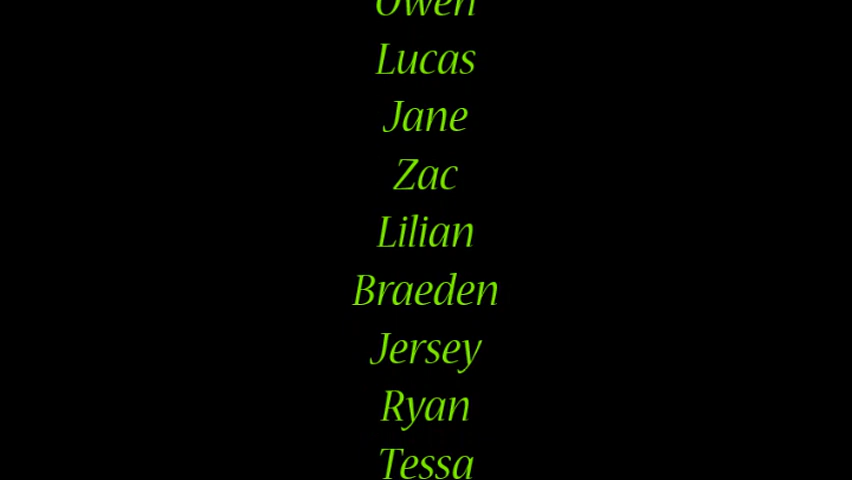 Owen
Lucas
Jane
Zac
Lilian
Braeden
Jersey
Ryan
Tessa